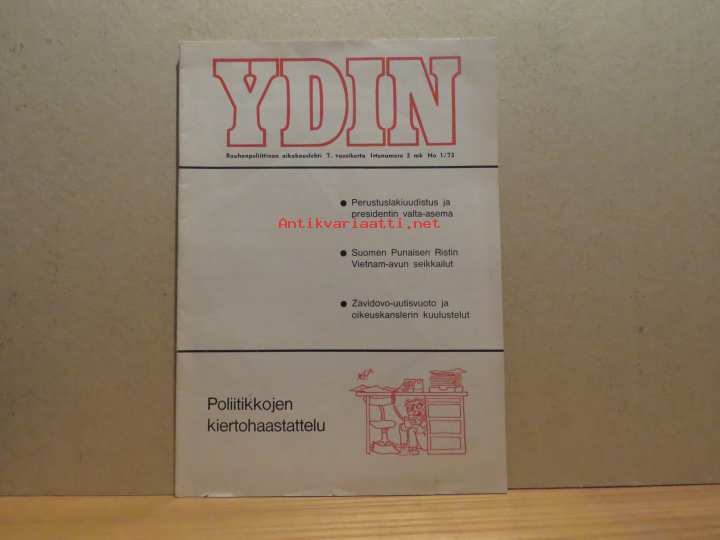 YDIN
Rauhanpoliittinen aikakauslehti 7. vuosikerta Irtonumero 3 mk No 1/73
● Perustuslakiuudistus ja
presidentin valta-asema
Antikvariaatti.net
● Suomen Punaisen Ristin
Vietnam-avun seikkailut
● Zavidovo-uutisvuoto ja
oikeuskanslerin kuulustelut
Poliitikkojen
kiertohaastattelu